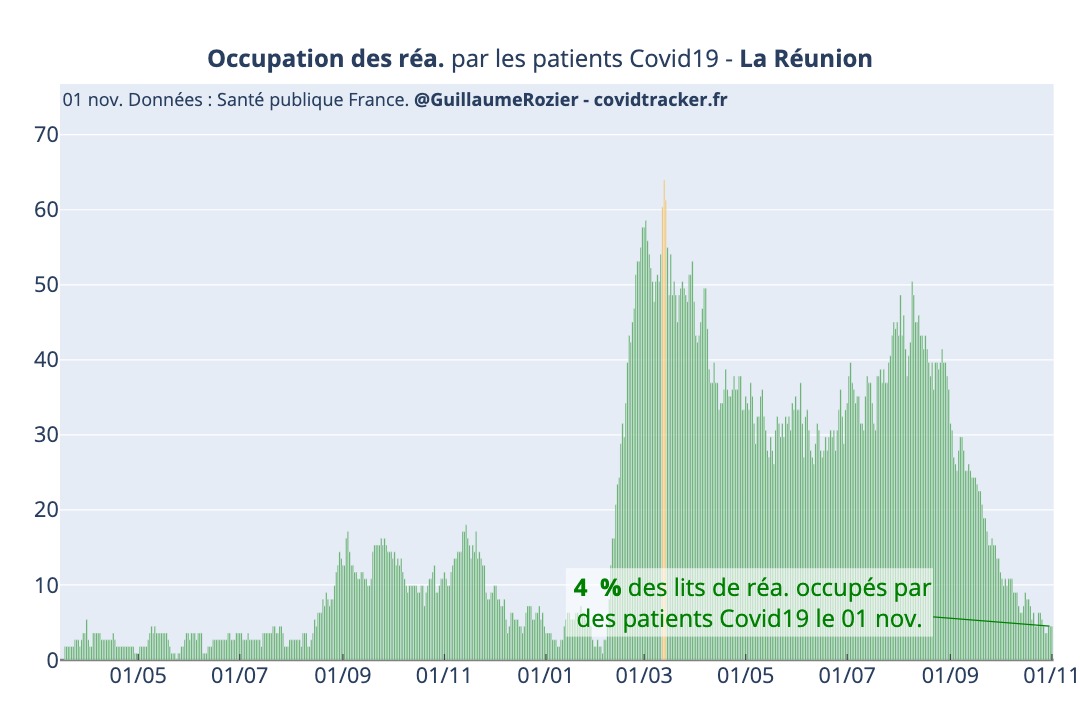 Occupation des réa. par les patients Covid19 - La Réunion
01 nov. Données : Santé publique France. @GuillaumeRozier - covidtracker.fr
70
60
50
40
30
20
10
0
4 % des lits de réa. occupés par
des patients Covid19 le 01 nov.
01/05 01/07 01/09 01/11 01/01 01/03 01/05 01/07 01/09 01/11